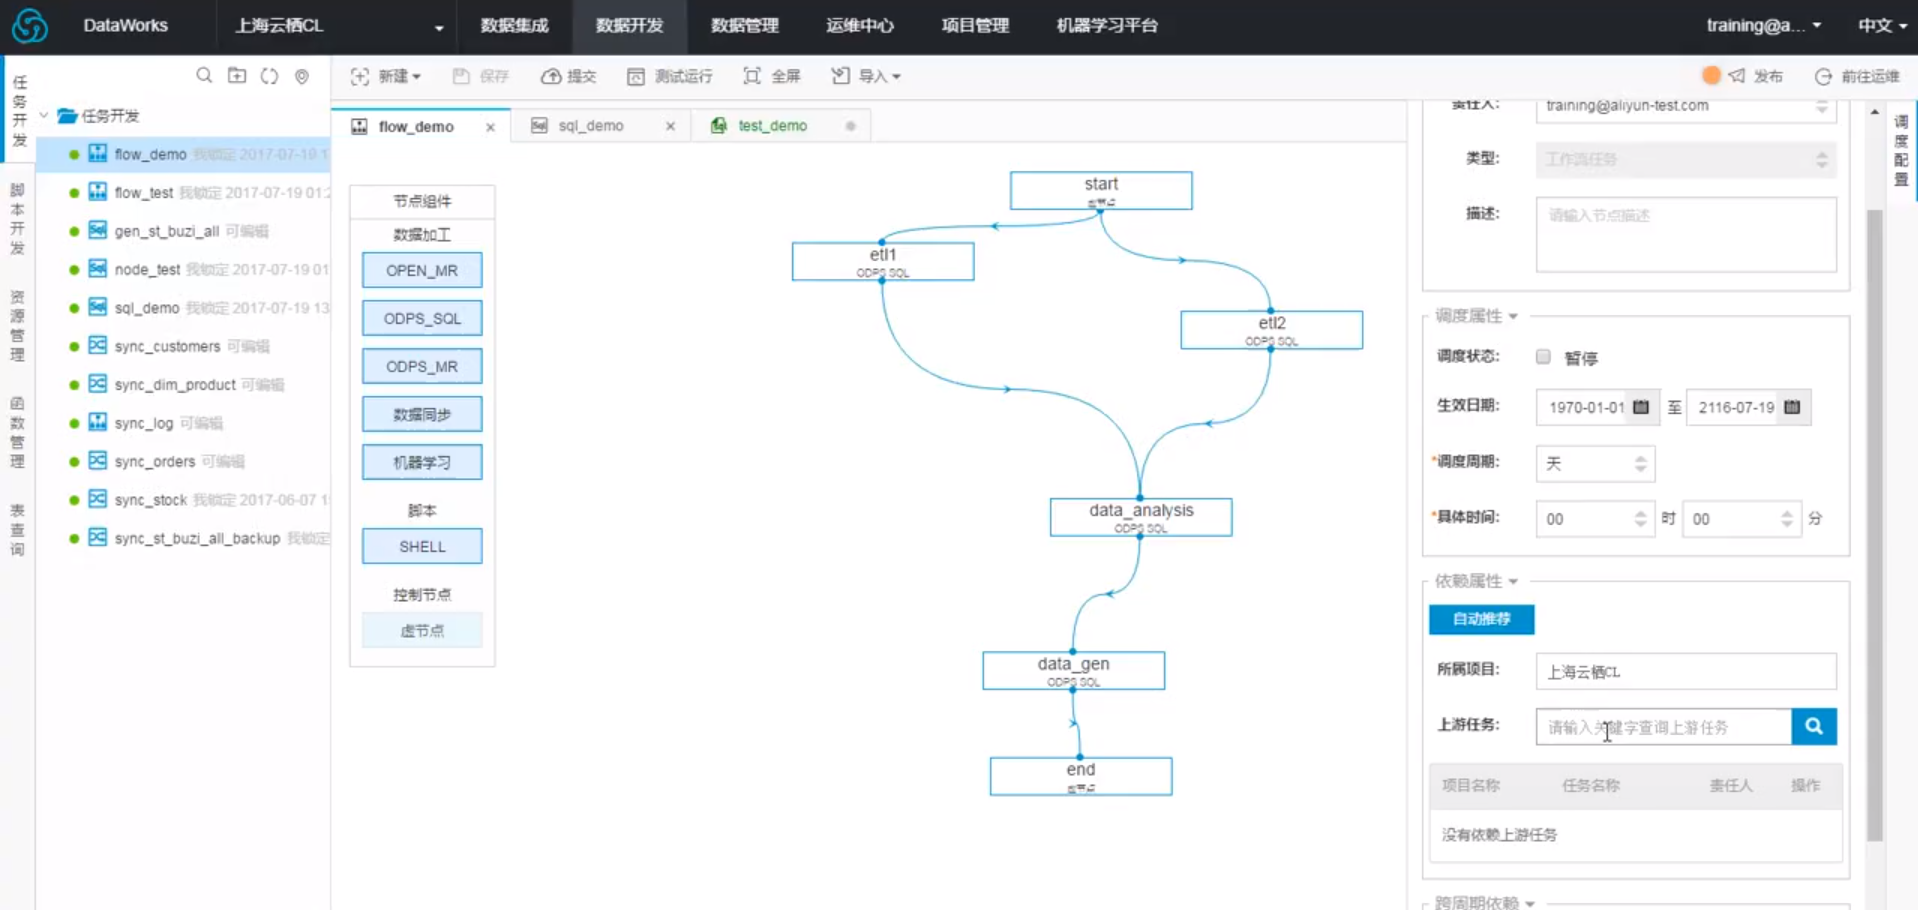 DataWorks
上海云栖CL
数据集成
数据开发
数据管理
运维中心
项目管理
机器学习平台
training@a...
中文
任务开发
脚本开发
资源管理
函数管理
表查询
新建
保存
提交
测试运行
全屏
导入
发布
前往运维
任务开发
flow_demo 我锁定 2017-07-19 1
flow_test 我锁定 2017-07-19 01:2
gen_st_buzi_all 可编辑
node_test 我锁定 2017-07-19 01
sql_demo 我锁定 2017-07-19 13
sync_customers 可编辑
sync_dim_product 可编辑
sync_log 可编辑
sync_orders 可编辑
sync_stock 我锁定 2017-06-07 1
sync_st_buzi_all_backup 我锁定
flow_demo
sql_demo
test_demo
节点组件
数据加工
OPEN_MR
ODPS_SQL
ODPS_MR
数据同步
机器学习
脚本
SHELL
控制节点
虚节点
start
虚节点
etl1
ODPS SQL
etl2
ODPS SQL
data_analysis
ODPS SQL
data_gen
ODPS SQL
end
虚节点
责任人: training@aliyun-test.com
类型: 工作流任务
描述: 请输入节点描述
调度属性
调度状态: 暂停
生效日期: 1970-01-01 至 2116-07-19
*调度周期: 天
*具体时间: 00 时 00 分
依赖属性
自动推荐
所属项目: 上海云栖CL
上游任务: 请输入关键字查询上游任务
项目名称 任务名称 责任人 操作
没有依赖上游任务
跨周期依赖
调度配置